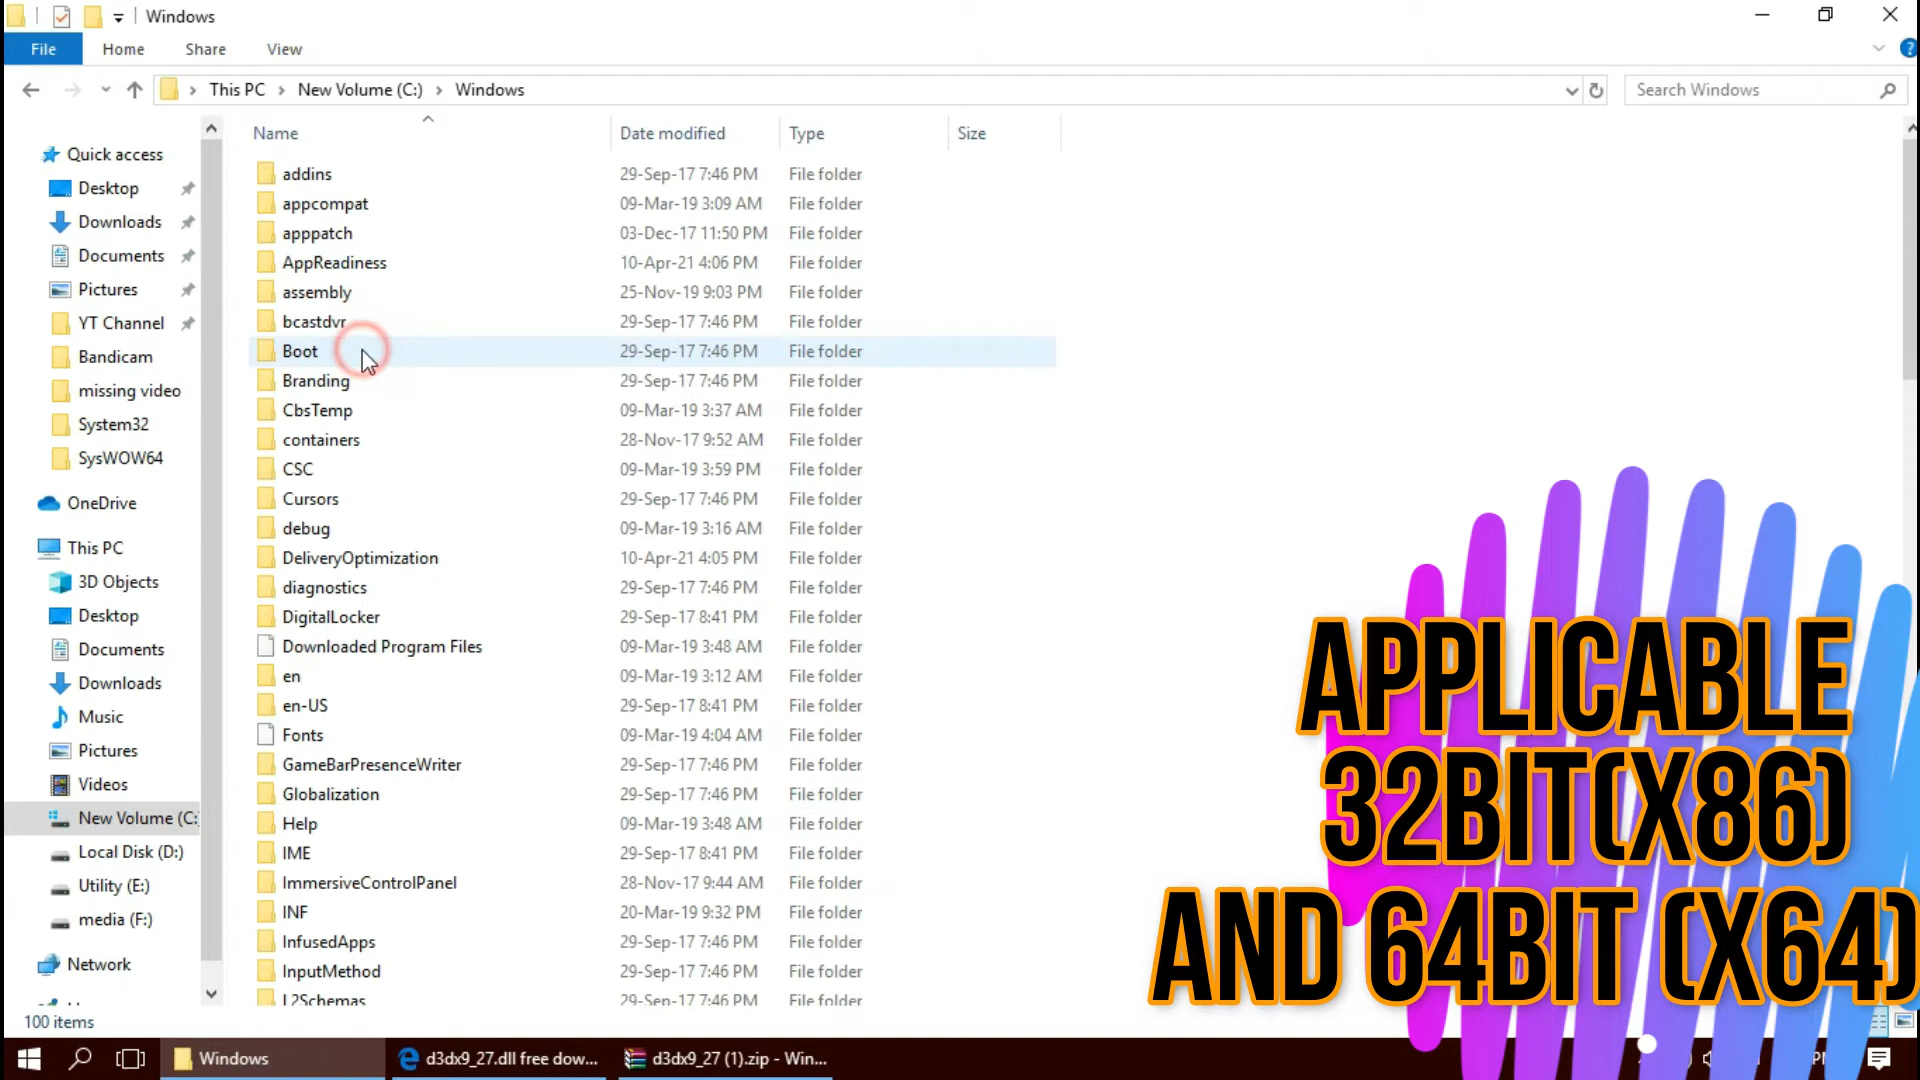 Windows
File Home Share View
This PC New Volume (C:) Windows
Search Windows
Name Date modified Type Size
Quick access
Desktop
Downloads
Documents
Pictures
YT Channel
Bandicam
missing video
System32
SysWOW64
OneDrive
This PC
3D Objects
Desktop
Documents
Downloads
Music
Pictures
Videos
New Volume (C:
Local Disk (D:)
Utility (E:)
media (F:)
Network
addins 29-Sep-17 7:46 PM File folder
appcompat 09-Mar-19 3:09 AM File folder
apppatch 03-Dec-17 11:50 PM File folder
AppReadiness 10-Apr-21 4:06 PM File folder
assembly 25-Nov-19 9:03 PM File folder
bcastdvr 29-Sep-17 7:46 PM File folder
Boot 29-Sep-17 7:46 PM File folder
Branding 29-Sep-17 7:46 PM File folder
CbsTemp 09-Mar-19 3:37 AM File folder
containers 28-Nov-17 9:52 AM File folder
CSC 09-Mar-19 3:59 PM File folder
Cursors 29-Sep-17 7:46 PM File folder
debug 09-Mar-19 3:16 AM File folder
DeliveryOptimization 10-Apr-21 4:05 PM File folder
diagnostics 29-Sep-17 7:46 PM File folder
DigitalLocker 29-Sep-17 8:41 PM File folder
Downloaded Program Files 09-Mar-19 3:48 AM File folder
en 09-Mar-19 3:12 AM File folder
en-US 29-Sep-17 8:41 PM File folder
Fonts 09-Mar-19 4:04 AM File folder
GameBarPresenceWriter 29-Sep-17 7:46 PM File folder
Globalization 29-Sep-17 7:46 PM File folder
Help 09-Mar-19 3:48 AM File folder
IME 29-Sep-17 8:41 PM File folder
ImmersiveControlPanel 28-Nov-17 9:44 AM File folder
INF 20-Mar-19 9:32 PM File folder
InfusedApps 29-Sep-17 7:46 PM File folder
InputMethod 29-Sep-17 7:46 PM File folder
L2Schemas 29-Sep-17 7:46 PM File folder
APPLICABLE
32BIT(X86)
AND 64BIT (X64)
100 items
Windows
d3dx9_27.dll free dow...
d3dx9_27 (1).zip - Win...